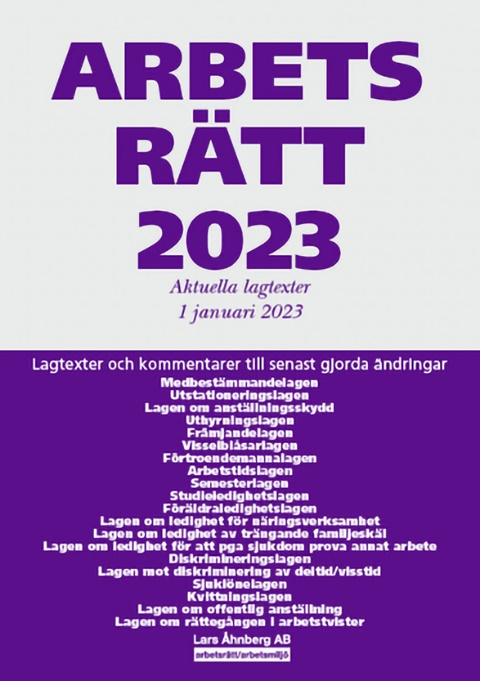 ARBETS
RÄTT
2023
Aktuella lagtexter
1 januari 2023
Lagtexter och kommentarer till senast gjorda ändringar
Medbestämmandelagen
Utstationeringslagen
Lagen om anställningsskydd
Uthyrningslagen
Främjandelagen
Visselblåsarlagen
Förtroendemannalagen
Arbetstidslagen
Semesterlagen
Studieledighetslagen
Föräldraledighetslagen
Lagen om ledighet för näringsverksamhet
Lagen om ledighet av trängande familjeskäl
Lagen om ledighet för att pga sjukdom prova annat arbete
Diskrimineringslagen
Lagen mot diskriminering av deltid/visstid
Sjuklönelagen
Kvittningslagen
Lagen om offentlig anställning
Lagen om rättegången i arbetstvister
Lars Åhnberg AB
arbetsrätt/arbetsmiljö